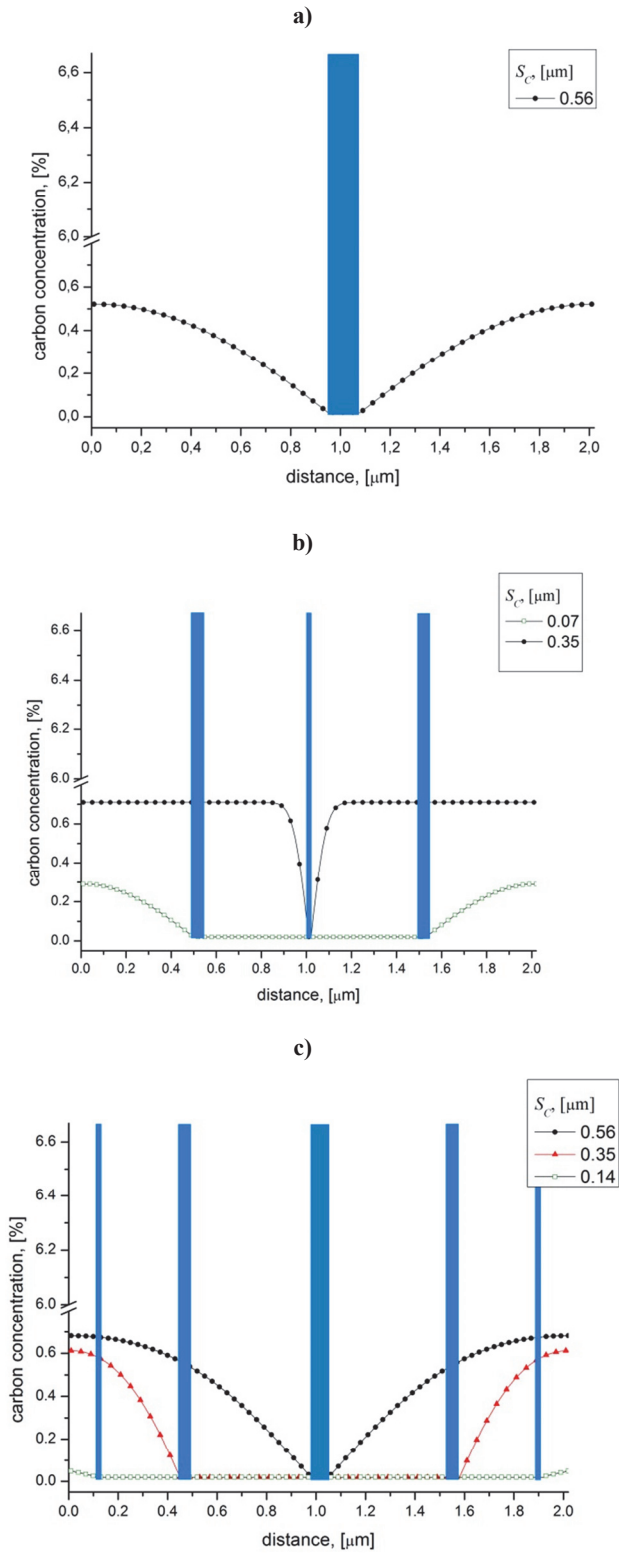 a)
S_C, [μm]
0.56
6,6
6,4
6,2
6,0
0,6
0,4
0,2
0,0
carbon concentration, [%]
0,0 0,2 0,4 0,6 0,8 1,0 1,2 1,4 1,6 1,8 2,0
distance, [μm]
b)
S_C, [μm]
0.07
0.35
6.6
6.4
6.2
6.0
0.6
0.4
0.2
0.0
carbon concentration, [%]
0.0 0.2 0.4 0.6 0.8 1.0 1.2 1.4 1.6 1.8 2.0
distance, [μm]
c)
S_C, [μm]
0.56
0.35
0.14
6.6
6.4
6.2
6.0
0.6
0.4
0.2
0.0
carbon concentration, [%]
0.0 0.2 0.4 0.6 0.8 1.0 1.2 1.4 1.6 1.8 2.0
distance, [μm]